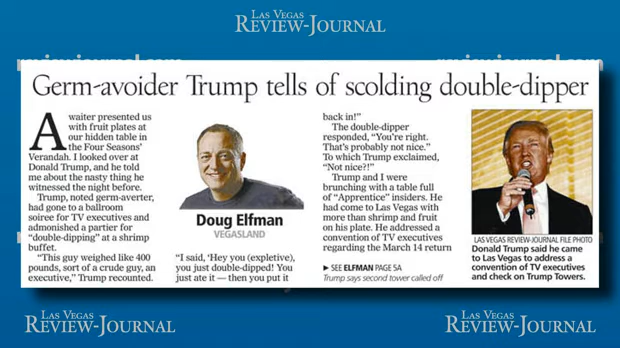 LAS VEGAS
REVIEW-JOURNAL
Germ-avoider Trump tells of scolding double-dipper
A waiter presented us
with fruit plates at
our hidden table in
the Four Seasons'
Verandah. I looked over at
Donald Trump, and he told
me about the nasty thing he
witnessed the night before.
Trump, noted germ-averter,
had gone to a ballroom
soiree for TV executives and
admonished a partier for
"double-dipping" at a shrimp
buffet.
"This guy weighed like 400
pounds, sort of a crude guy, an
executive," Trump recounted.
Doug Elfman
VEGASLAND
"I said, 'Hey you (expletive),
you just double-dipped! You
just ate it — then you put it
back in!"
The double-dipper
responded, "You're right.
That's probably not nice."
To which Trump exclaimed,
"Not nice?!"
Trump and I were
brunching with a table full
of "Apprentice" insiders. He
had come to Las Vegas with
more than shrimp and fruit
on his plate. He addressed a
convention of TV executives
regarding the March 14 return
► SEE ELFMAN PAGE 5A
Trump says second tower called off
LAS VEGAS REVIEW-JOURNAL FILE PHOTO
Donald Trump said he came
to Las Vegas to address a
convention of TV executives
and check on Trump Towers.
LAS VEGAS
REVIEW-JOURNAL
LAS VEGAS
REVIEW-JOURNAL